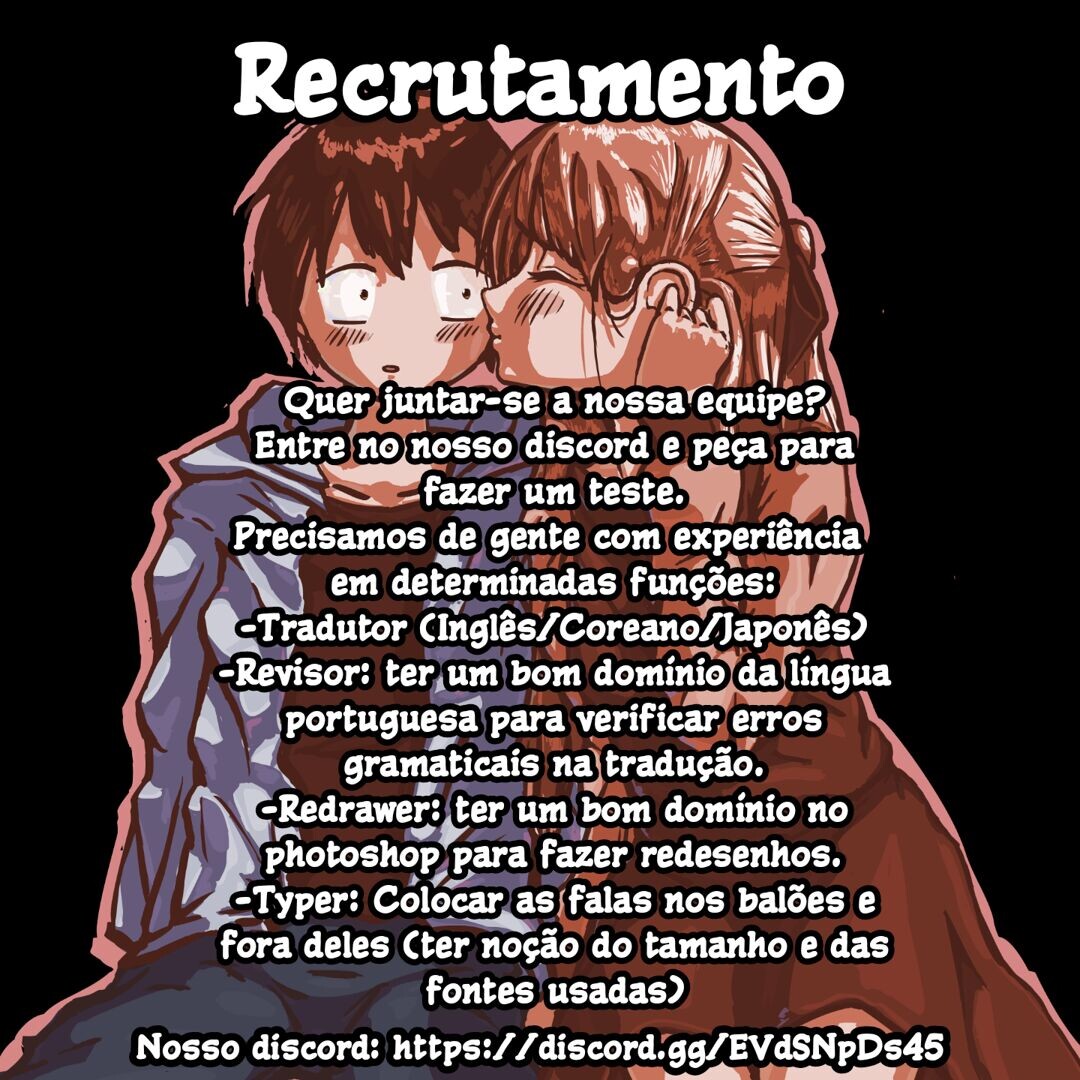 Recrutamento
Quer juntar-se a nossa equipe?
Entre no nosso discord e peça para
fazer um teste.
Precisamos de gente com experiência
em determinadas funções:
-Tradutor (Inglês/Coreano/Japonês)
-Revisor: ter um bom domínio da língua
portuguesa para verificar erros
gramaticais na tradução.
-Redrawer: ter um bom domínio no
photoshop para fazer redesenhos.
-Typer: Colocar as falas nos balões e
fora deles (ter noção do tamanho e das
fontes usadas)
Nosso discord: https://discord.gg/EVdSNpDs45